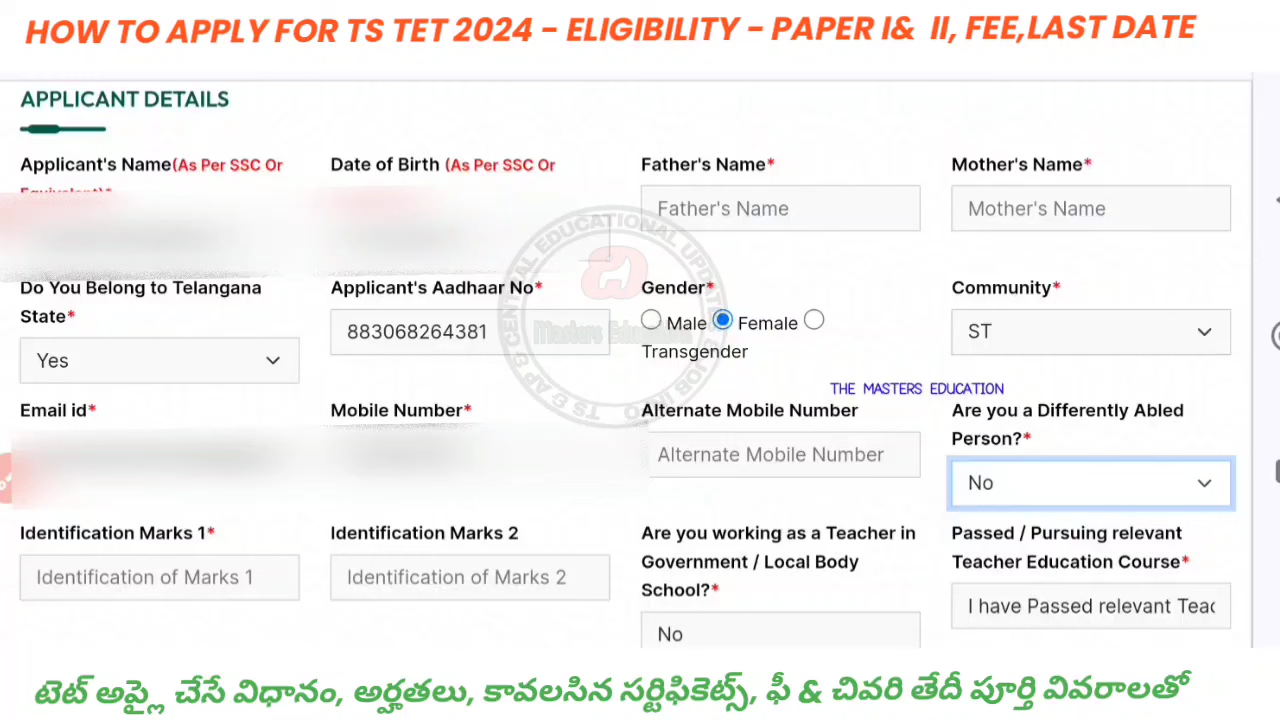 HOW TO APPLY FOR TS TET 2024 - ELIGIBILITY - PAPER I& II, FEE,LAST DATE
APPLICANT DETAILS
Applicant's Name(As Per SSC Or
Equivalent)*
Date of Birth (As Per SSC Or
Father's Name*
Father's Name
Mother's Name*
Mother's Name
Do You Belong to Telangana
State*
Yes
Applicant's Aadhaar No*
883068264381
Gender*
Male Female
Transgender
Community*
ST
THE MASTERS EDUCATION
Email id*
Mobile Number*
Alternate Mobile Number
Alternate Mobile Number
Are you a Differently Abled
Person?*
No
Identification Marks 1*
Identification of Marks 1
Identification Marks 2
Identification of Marks 2
Are you working as a Teacher in
Government / Local Body
School?*
No
Passed / Pursuing relevant
Teacher Education Course*
I have Passed relevant Teac
Masters Education
టెట్ అప్లై చేసే విధానం, అర్హతలు, కావలసిన సర్టిఫికెట్స్, ఫీ & చివరి తేదీ పూర్తి వివరాలతో